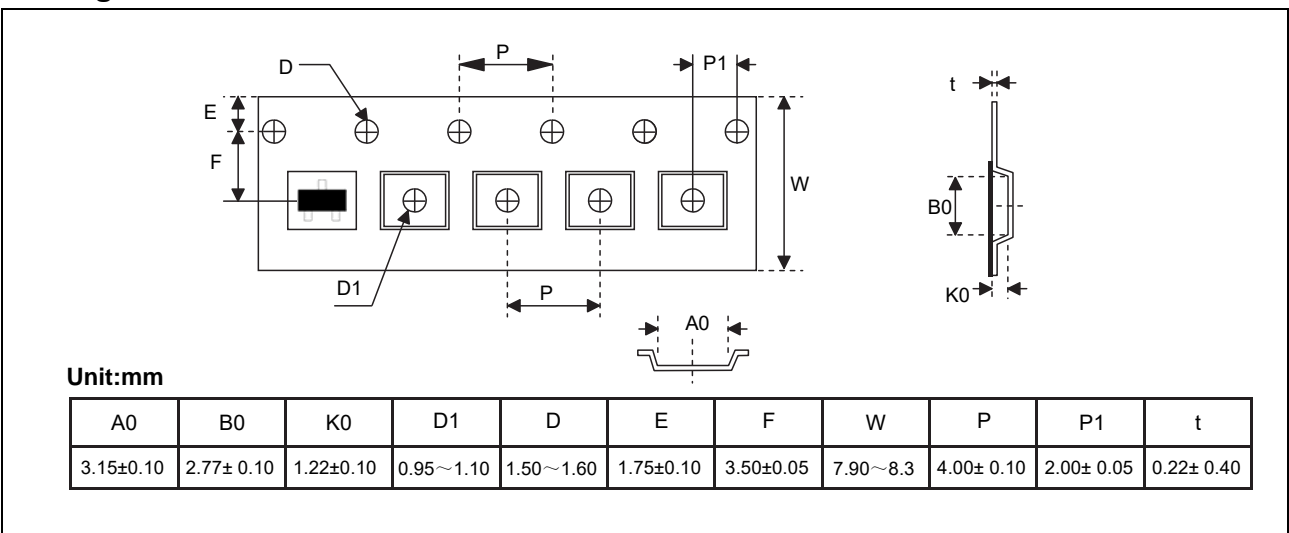 P
P1
D
t
E
F
W
B0
D1
P
K0
A0
Unit:mm
A0 B0 K0 D1 D E F W P P1 t
3.15±0.10 2.77± 0.10 1.22±0.10 0.95～1.10 1.50～1.60 1.75±0.10 3.50±0.05 7.90～8.3 4.00± 0.10 2.00± 0.05 0.22± 0.40